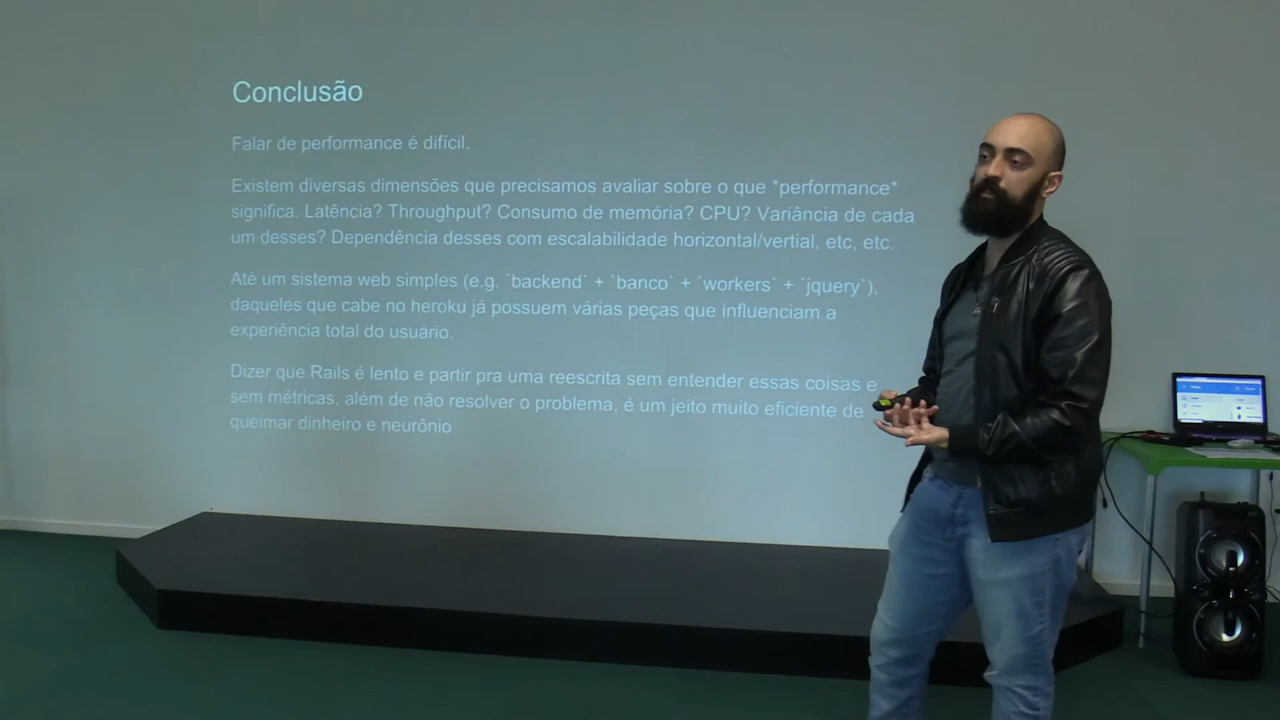 Conclusão
Falar de performance é difícil.
Existem diversas dimensões que precisamos avaliar sobre o que *performance*
significa. Latência? Throughput? Consumo de memória? CPU? Variância de cada
um desses? Dependência desses com escalabilidade horizontal/vertial, etc, etc.
Até um sistema web simples (e.g. `backend` + `banco` + `workers` + `jquery`),
daqueles que cabe no heroku já possuem várias peças que influenciam a
experiência total do usuário.
Dizer que Rails é lento e partir pra uma reescrita sem entender essas coisas e
sem métricas, além de não resolver o problema, é um jeito muito eficiente de
queimar dinheiro e neurônio